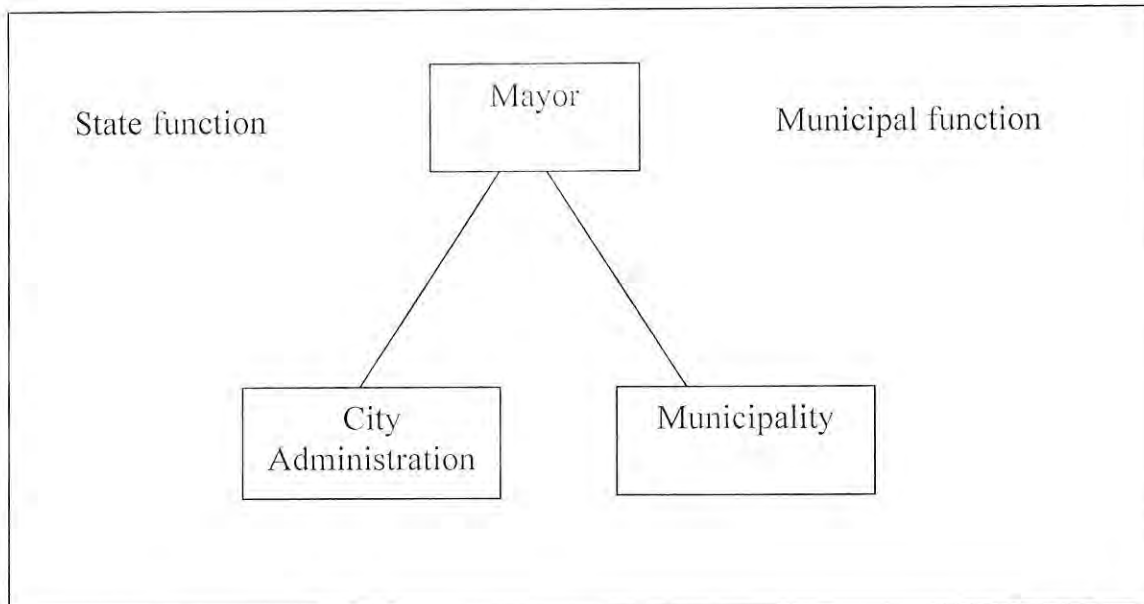 Mayor
State function
Municipal function
City
Administration
Municipality